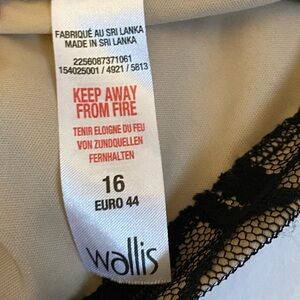 FABRIQUÉ AU SRI LANKA
MADE IN SRI LANKA
2256087371061
154025001 / 4921 / 5813
KEEP AWAY
FROM FIRE
TENIR ELOIGNE DU FEU
VON ZUNDQUELLEN
FERNHALTEN
16
EURO 44
wallis